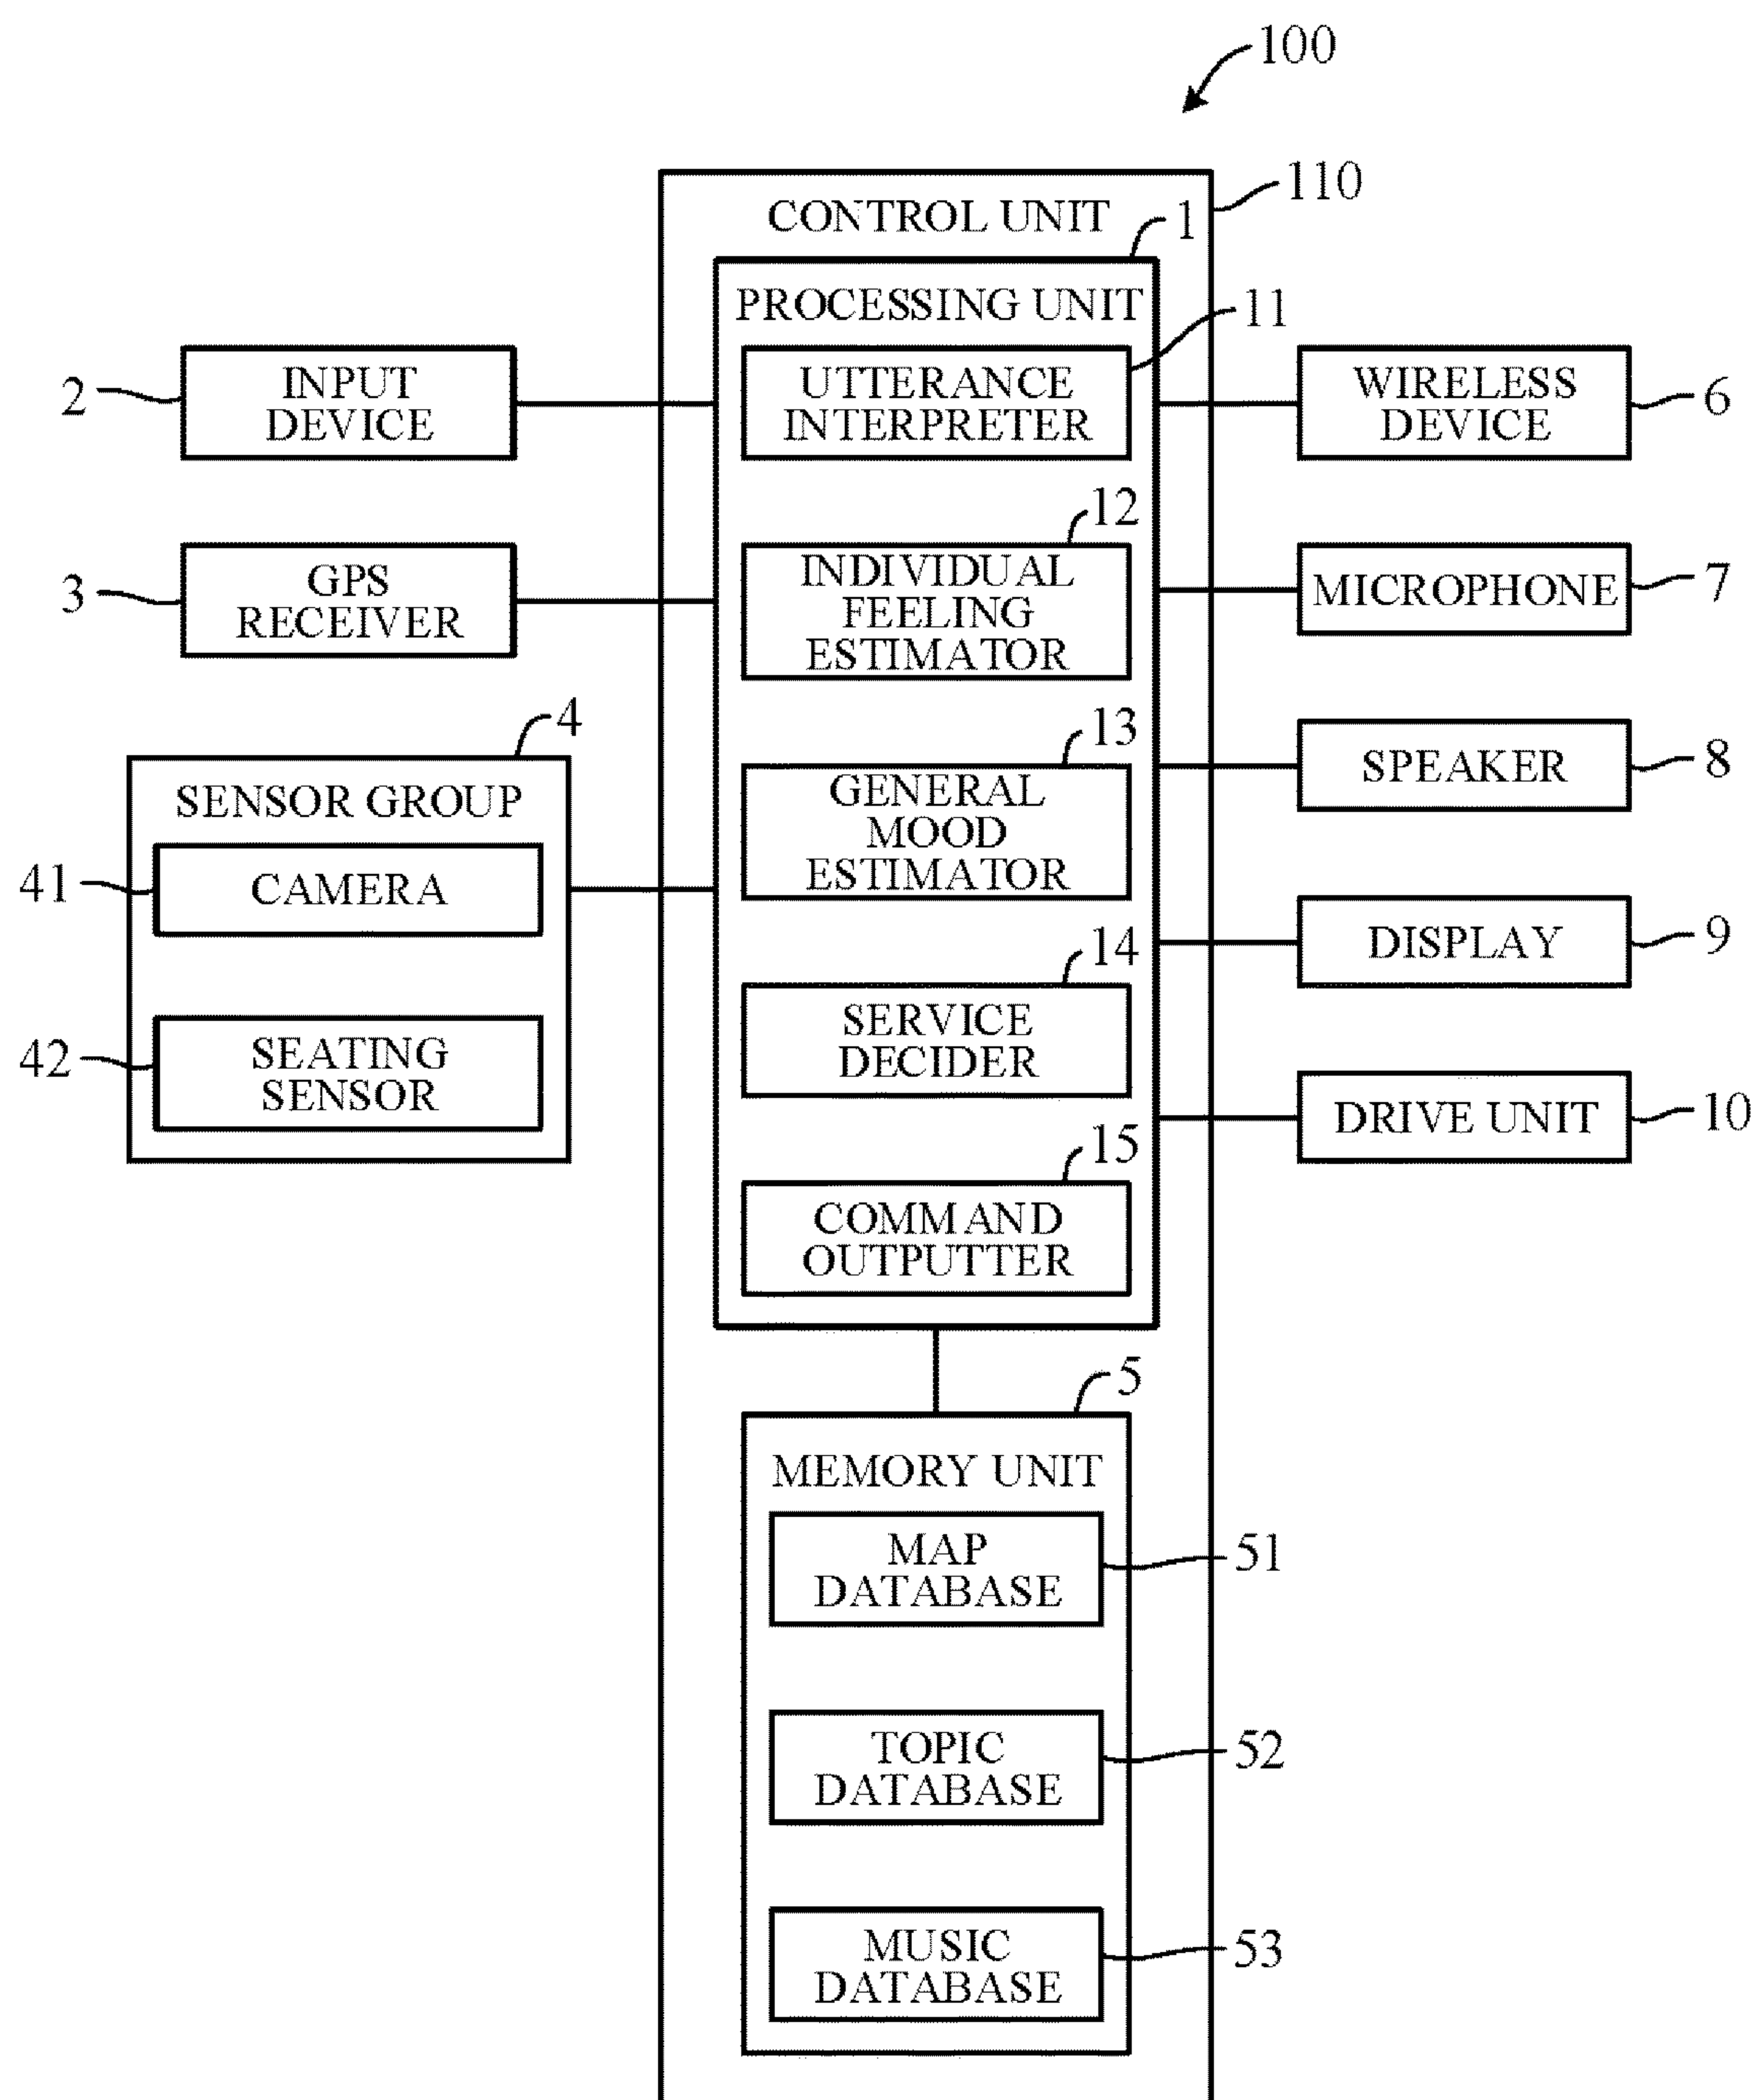 100
110
CONTROL UNIT
1
PROCESSING UNIT
11
UTTERANCE
INTERPRETER
12
INDIVIDUAL
FEELING
ESTIMATOR
13
GENERAL
MOOD
ESTIMATOR
14
SERVICE
DECIDER
15
COMMAND
OUTPUTTER
2
INPUT
DEVICE
3
GPS
RECEIVER
4
SENSOR GROUP
41
CAMERA
42
SEATING
SENSOR
WIRELESS
DEVICE
6
MICROPHONE
7
SPEAKER
8
DISPLAY
9
DRIVE UNIT
10
5
MEMORY UNIT
MAP
DATABASE
51
TOPIC
DATABASE
52
MUSIC
DATABASE
53